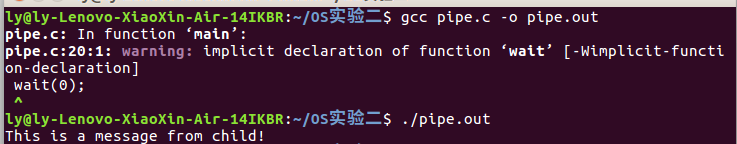 ly@ly-Lenovo-XiaoXin-Air-14IKBR:~/OS实验二$ gcc pipe.c -o pipe.out
pipe.c: In function ‘main’:
pipe.c:20:1: warning: implicit declaration of function ‘wait’ [-Wimplicit-functi
on-declaration]
 wait(0);
 ^
ly@ly-Lenovo-XiaoXin-Air-14IKBR:~/OS实验二$ ./pipe.out
This is a message from child!